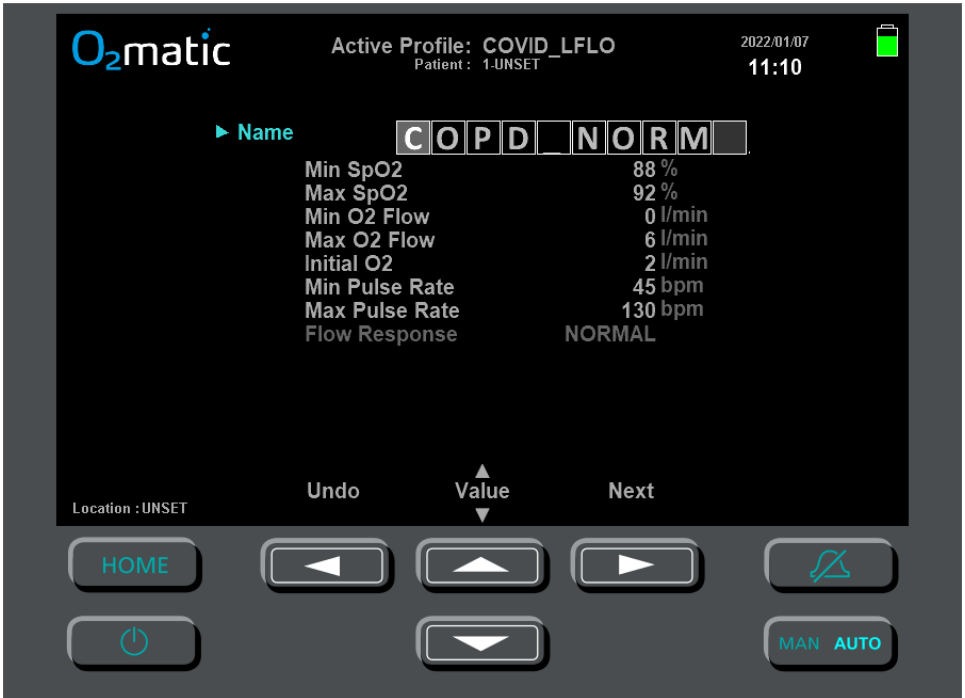 O2matic
Active Profile: COVID_LFLO
Patient : 1-UNSET
2022/01/07
11:10
Name COPD_NORM
Min SpO2 88 %
Max SpO2 92 %
Min O2 Flow 0 l/min
Max O2 Flow 6 l/min
Initial O2 2 l/min
Min Pulse Rate 45 bpm
Max Pulse Rate 130 bpm
Flow Response NORMAL
Undo Value Next
Location : UNSET
HOME
MAN AUTO